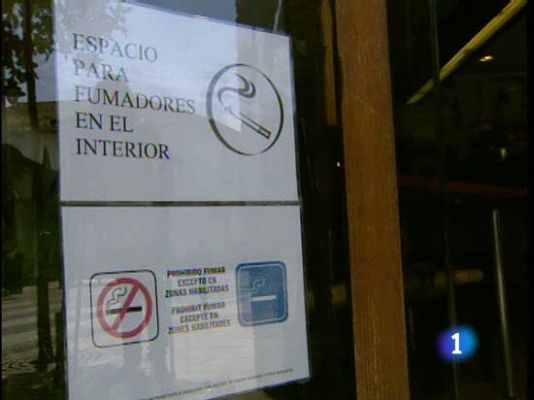 ESPACIO
PARA
FUMADORES
EN EL
INTERIOR
PROHIBIDO FUMAR
EXCEPTO EN
ZONAS HABILITADAS
PROHIBIT FUMAR
EXCEPTE EN
ZONES HABILITADES
1